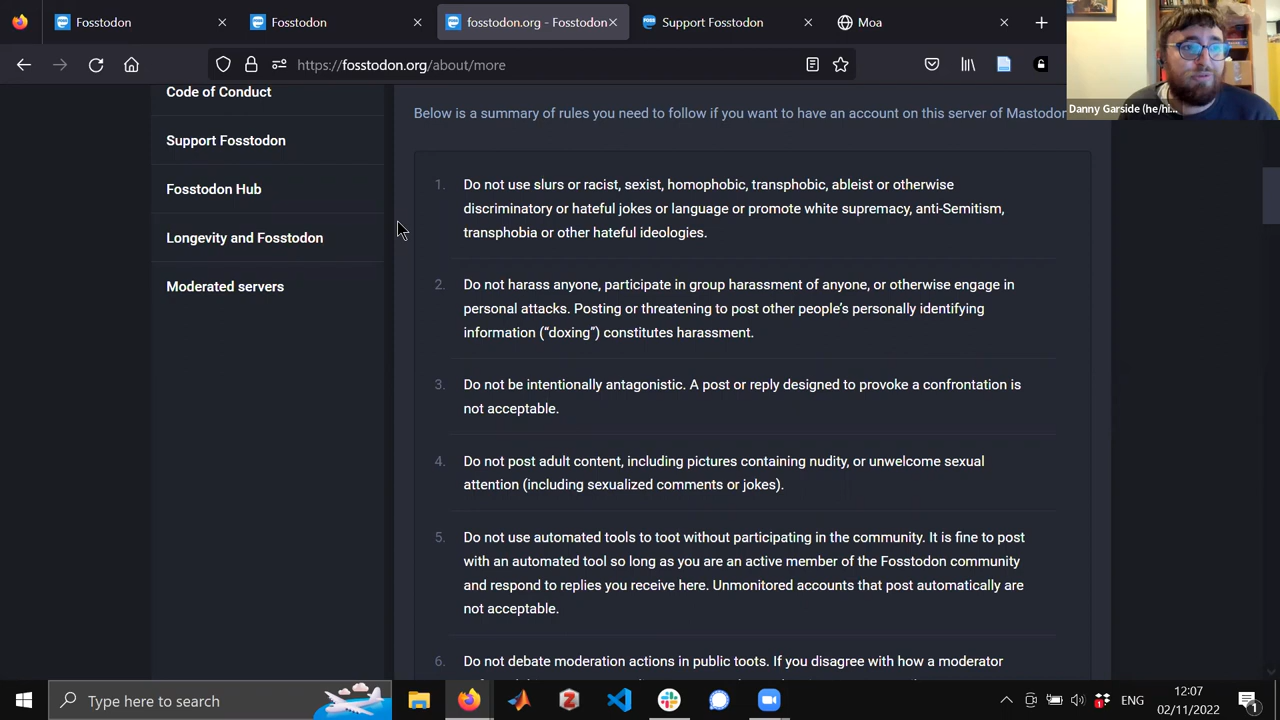 Fosstodon
Fosstodon
fosstodon.org - Fosstodon
Support Fosstodon
Moa
https://fosstodon.org/about/more
Danny Garside (he/hi...
Code of Conduct
Support Fosstodon
Fosstodon Hub
Longevity and Fosstodon
Moderated servers
Below is a summary of rules you need to follow if you want to have an account on this server of Mastodon
1. Do not use slurs or racist, sexist, homophobic, transphobic, ableist or otherwise
discriminatory or hateful jokes or language or promote white supremacy, anti-Semitism,
transphobia or other hateful ideologies.
2. Do not harass anyone, participate in group harassment of anyone, or otherwise engage in
personal attacks. Posting or threatening to post other people’s personally identifying
information (“doxing”) constitutes harassment.
3. Do not be intentionally antagonistic. A post or reply designed to provoke a confrontation is
not acceptable.
4. Do not post adult content, including pictures containing nudity, or unwelcome sexual
attention (including sexualized comments or jokes).
5. Do not use automated tools to toot without participating in the community. It is fine to post
with an automated tool so long as you are an active member of the Fosstodon community
and respond to replies you receive here. Unmonitored accounts that post automatically are
not acceptable.
6. Do not debate moderation actions in public toots. If you disagree with how a moderator
Type here to search
ENG
12:07
02/11/2022
1